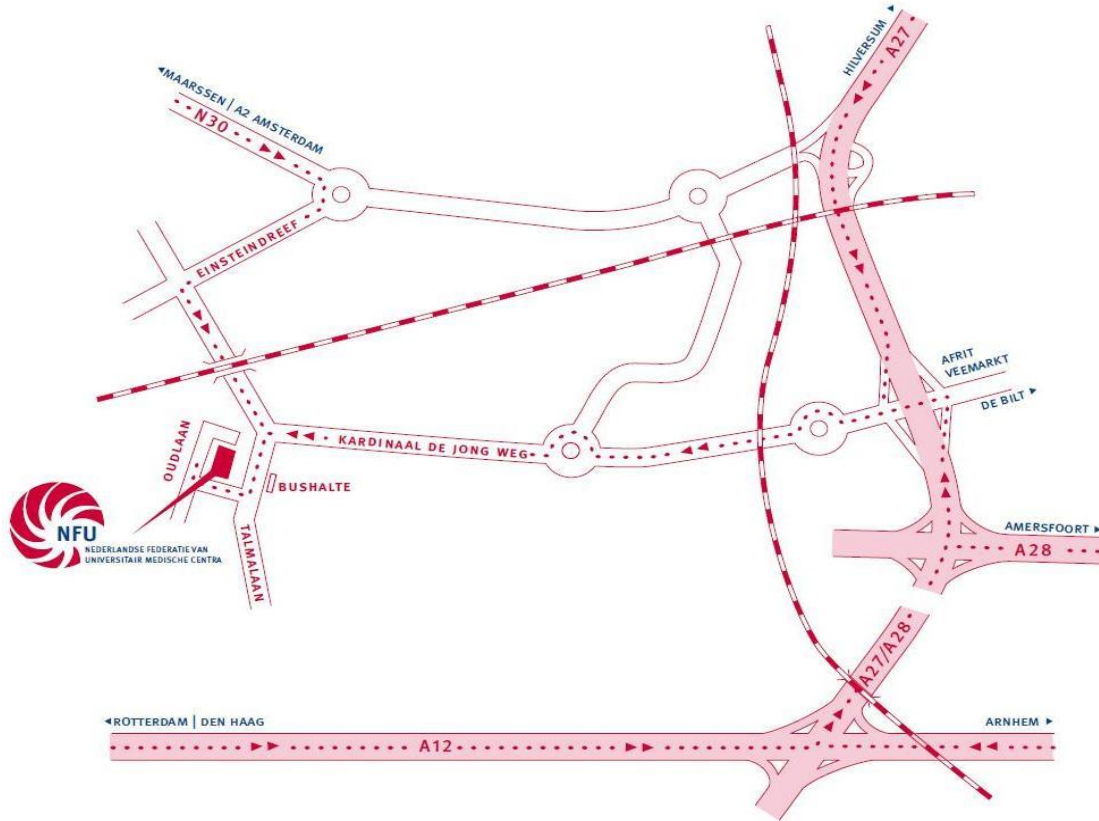 HILVERSUM
A27
MAARSSEN | A2 AMSTERDAM
N30
EINSTEINDREEF
AFRIT
VEEMARKT
DE BILT
OUDLAAN
KARDINAAL DE JONG WEG
BUSHALTE
NFU
NEDERLANDSE FEDERATIE VAN
UNIVERSITAIR MEDISCHE CENTRA
TALMALAAN
AMERSFOORT
A28
A27/A28
ROTTERDAM | DEN HAAG
ARNHEM
A12